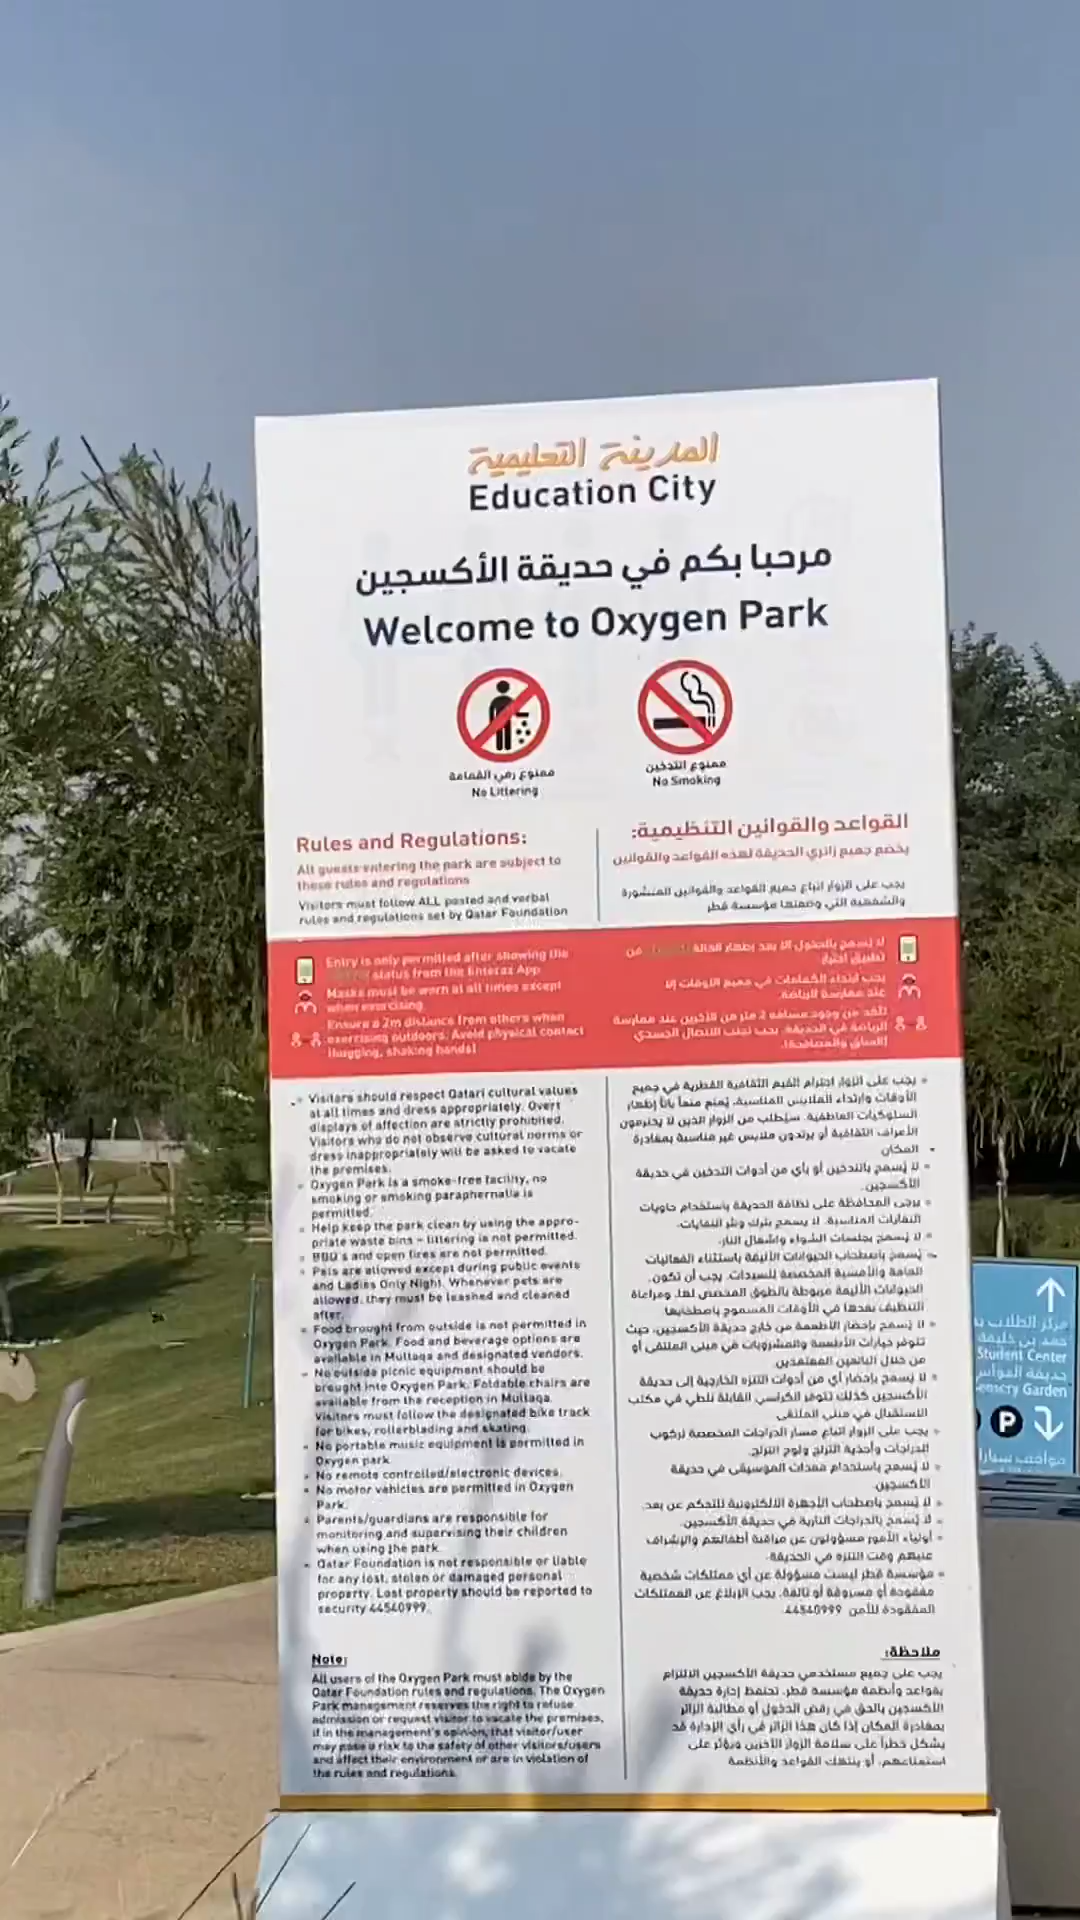 المدينة التعليمية
Education City
مرحبا بكم في حديقة الأكسجين
Welcome to Oxygen Park
ممنوع رمي القمامة
No Littering
ممنوع التدخين
No Smoking
Rules and Regulations:
All guests entering the park are subject to
these rules and regulations
Visitors must follow ALL posted and verbal
rules and regulations set by Qatar Foundation
القواعد والقوانين التنظيمية:
يخضع جميع زائري الحديقة لهذه القواعد والقوانين
يجب على الزوار اتباع جميع القواعد والقوانين المنشورة
والشفهية التي وضعتها مؤسسة قطر
Entry is only permitted after showing the
status from the Enteraz App
Masks must be worn at all times except
when exercising
Ensure a 2m distance from others when
exercising outdoors. Avoid physical contact
(hugging, shaking hands)
لا يُسمح بالدخول إلا بعد إظهار الحالة من
تطبيق احتراز
يجب ارتداء الكمامات في جميع الأوقات إلا
عند ممارسة الرياضة
تأكد من وجود مسافة 2 متر من الآخرين عند ممارسة
الرياضة في الحديقة. يجب تجنب الاتصال الجسدي
(العناق والمصافحة).
• Visitors should respect Qatari cultural values
at all times and dress appropriately. Overt
displays of affection are strictly prohibited.
Visitors who do not observe cultural norms or
dress inappropriately will be asked to vacate
the premises.
• Oxygen Park is a smoke-free facility, no
smoking or smoking paraphernalia is
permitted.
• Help keep the park clean by using the appro-
priate waste bins – littering is not permitted.
• BBQ's and open fires are not permitted.
• Pets are allowed except during public events
and Ladies Only Night. Whenever pets are
allowed, they must be leashed and cleaned
after.
• Food brought from outside is not permitted in
Oxygen Park. Food and beverage options are
available in Multaqa and designated vendors.
• No outside picnic equipment should be
brought into Oxygen Park. Foldable chairs are
available from the reception in Multaqa.
Visitors must follow the designated bike track
for bikes, rollerblading and skating.
• No portable music equipment is permitted in
Oxygen park.
• No remote controlled/electronic devices.
• No motor vehicles are permitted in Oxygen
Park.
• Parents/guardians are responsible for
monitoring and supervising their children
when using the park.
• Qatar Foundation is not responsible or liable
for any lost, stolen or damaged personal
property. Lost property should be reported to
security 44540999.
• يجب على الزوار احترام القيم الثقافية القطرية في جميع
الأوقات وارتداء الملابس المناسبة. يُمنع منعاً باتاً إظهار
السلوكيات العاطفية. سيُطلب من الزوار الذين لا يحترمون
الأعراف الثقافية أو يرتدون ملابس غير مناسبة بمغادرة
المكان
• لا يُسمح بالتدخين أو بأي من أدوات التدخين في حديقة
الأكسجين.
• يرجى المحافظة على نظافة الحديقة باستخدام حاويات
النفايات المناسبة. لا يسمح بترك ونثر النفايات.
• لا يُسمح بجلسات الشواء وإشعال النار.
• يُسمح باصطحاب الحيوانات الأليفة باستثناء الفعاليات
العامة والأمسية المخصصة للسيدات. يجب أن تكون
الحيوانات الأليفة مربوطة بالطوق المخصص لها، ومراعاة
التنظيف بعدها في الأوقات المسموح باصطحابها
• لا يُسمح بإحضار الأطعمة من خارج حديقة الأكسجين، حيث
تتوفر خيارات الأطعمة والمشروبات في مبنى الملتقى أو
من خلال البائعين المعتمدين.
• لا يُسمح بإحضار أي من أدوات التنزه الخارجية إلى حديقة
الأكسجين كذلك تتوفر الكراسي القابلة للطي في مكتب
الاستقبال في مبنى الملتقى
• يجب على الزوار اتباع مسار الدراجات المخصصة لركوب
الدراجات وأحذية التزلج ولوح التزلج.
• لا يُسمح باستخدام معدات الموسيقى في حديقة
الأكسجين.
• لا يُسمح باصطحاب الأجهزة الالكترونية للتحكم عن بعد.
• لا يُسمح بالدراجات النارية في حديقة الأكسجين.
• أولياء الأمور مسؤولون عن مراقبة أطفالهم والإشراف
عليهم وقت التنزه في الحديقة.
• مؤسسة قطر ليست مسؤولة عن أي ممتلكات شخصية
مفقودة أو مسروقة أو تالفة. يجب الإبلاغ عن الممتلكات
المفقودة للأمن 44540999.
Note:
All users of the Oxygen Park must abide by the
Qatar Foundation rules and regulations. The Oxygen
Park management reserves the right to refuse
admission or request visitor to vacate the premises,
if in the management's opinion, that visitor/user
may pose a risk to the safety of other visitors/users
and affect their environment or are in violation of
the rules and regulations.
ملاحظة:
يجب على جميع مستخدمي حديقة الأكسجين الالتزام
بقواعد وأنظمة مؤسسة قطر. تحتفظ إدارة حديقة
الأكسجين بالحق في رفض الدخول أو مطالبة الزائر
بمغادرة المكان إذا كان هذا الزائر في رأي الإدارة قد
يشكل خطراً على سلامة الزوار الآخرين ويؤثر على
استمتاعهم، أو ينتهك القواعد والأنظمة
مركز الطلاب
حمد بن خليفة
Student Center
حديقة الحواس
Sensory Garden
P